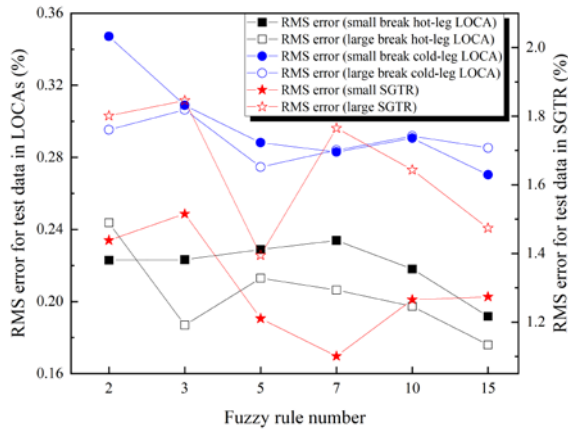 RMS error (small break hot-leg LOCA)
RMS error (large break hot-leg LOCA)
RMS error (small break cold-leg LOCA)
RMS error (large break cold-leg LOCA)
RMS error (small SGTR)
RMS error (large SGTR)
RMS error for test data in LOCAs (%)
0.36
0.32
0.28
0.24
0.20
0.16
2.0
1.8
1.6
1.4
1.2
RMS error for test data in SGTR (%)
2 3 5 7 10 15
Fuzzy rule number